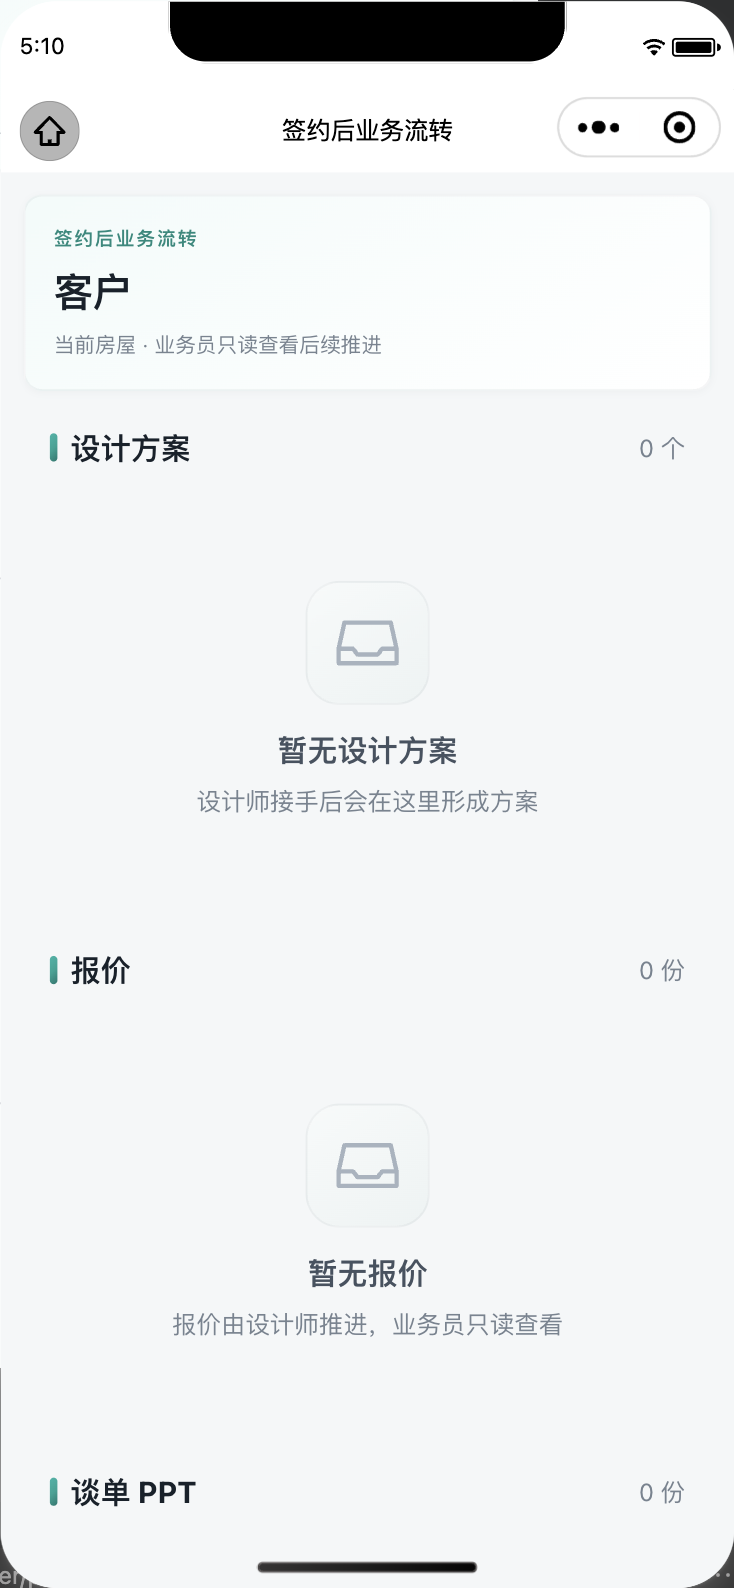 5:10
签约后业务流转
签约后业务流转
客户
当前房屋 · 业务员只读查看后续推进
设计方案
0 个
暂无设计方案
设计师接手后会在这里形成方案
报价
0 份
暂无报价
报价由设计师推进，业务员只读查看
谈单 PPT
0 份